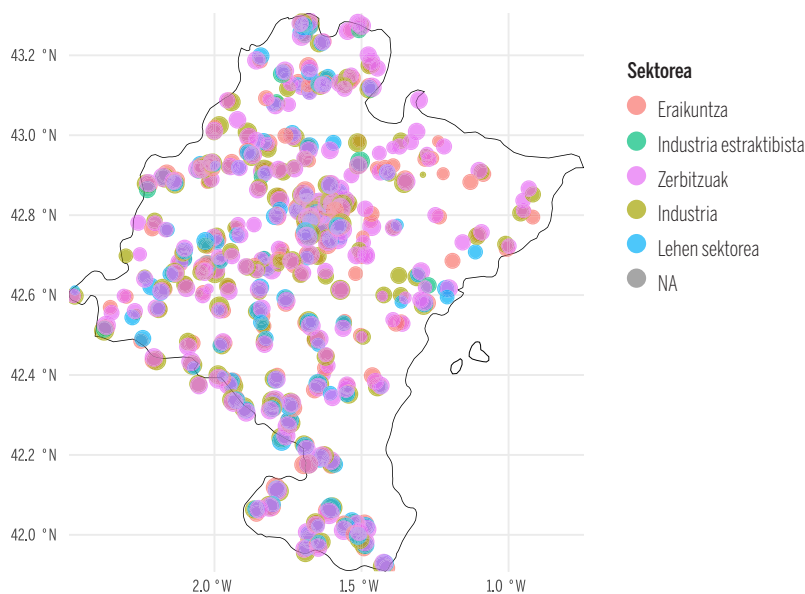 43.2 °N
43.0 °N
42.8 °N
42.6 °N
42.4 °N
42.2 °N
42.0 °N
2.0 °W
1.5 °W
1.0 °W
Sektorea
Eraikuntza
Industria estraktibista
Zerbitzuak
Industria
Lehen sektorea
NA